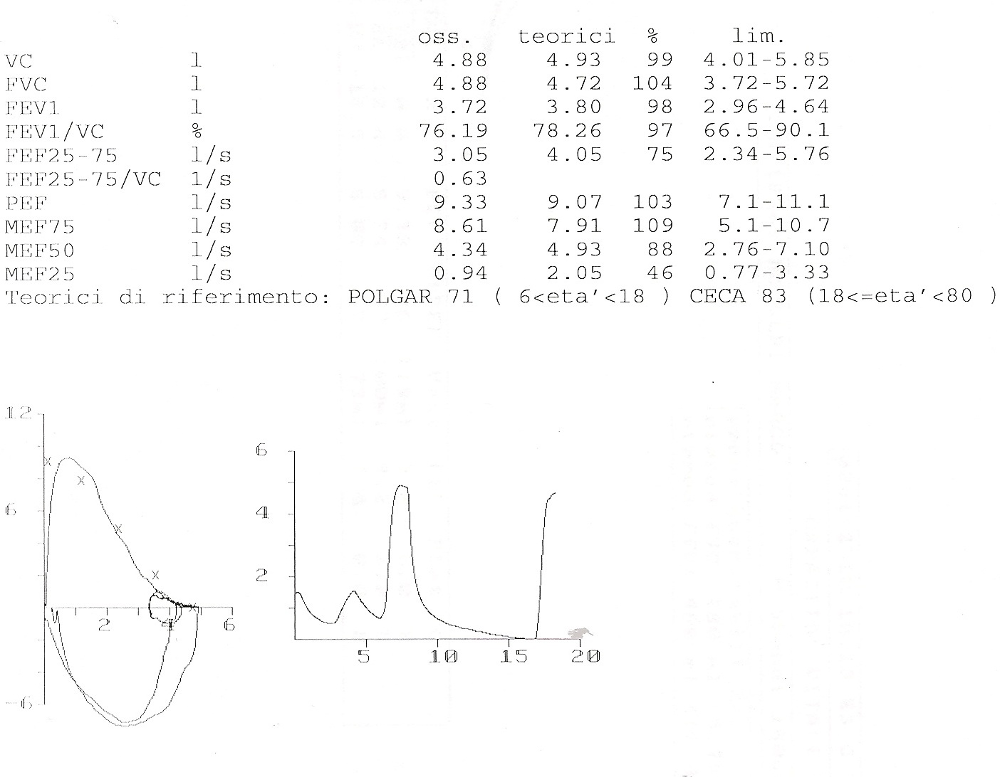 oss. teorici % lim.
VC l 4.88 4.93 99 4.01-5.85
FVC l 4.88 4.72 104 3.72-5.72
FEV1 l 3.72 3.80 98 2.96-4.64
FEV1/VC % 76.19 78.26 97 66.5-90.1
FEF25-75 l/s 3.05 4.05 75 2.34-5.76
FEF25-75/VC l/s 0.63
PEF l/s 9.33 9.07 103 7.1-11.1
MEF75 l/s 8.61 7.91 109 5.1-10.7
MEF50 l/s 4.34 4.93 88 2.76-7.10
MEF25 l/s 0.94 2.05 46 0.77-3.33
Teorici di riferimento: POLGAR 71 ( 6<eta'<18 ) CECA 83 (18<=eta'<80 )
12
6
2 4 6
-6
6
4
2
5 10 15 20